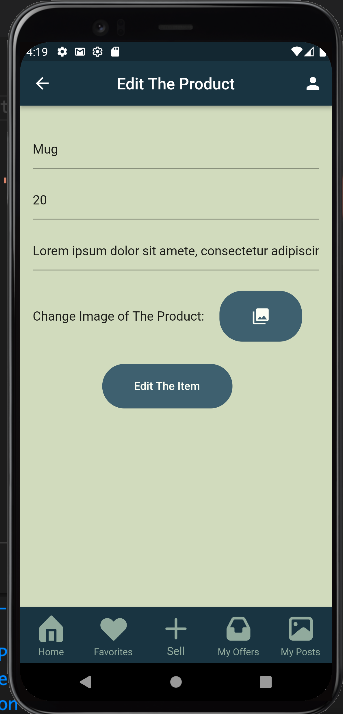 4:19
Edit The Product
Mug
20
Lorem ipsum dolor sit amete, consectetur adipiscir
Change Image of The Product:
Edit The Item
Home Favorites Sell My Offers My Posts